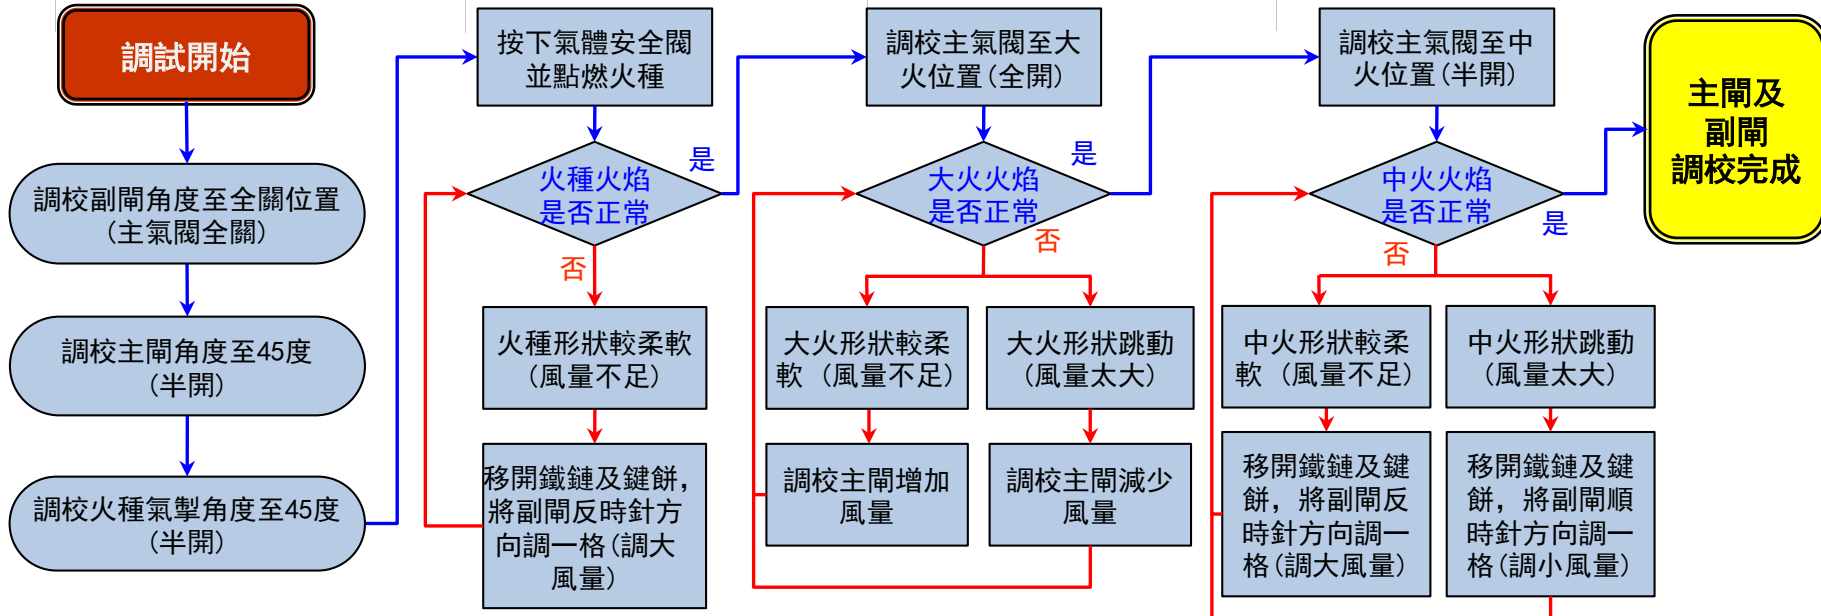 調試開始
調校副閘角度至全關位置
(主氣閥全關)
調校主閘角度至45度
(半開)
調校火種氣掣角度至45度
(半開)
按下氣體安全閥
並點燃火種
火種火焰
是否正常
是
否
火種形狀較柔軟
(風量不足)
移開鐵鏈及鍵餅,
將副閘反時針方
向調一格(調大
風量)
調校主氣閥至大
火位置(全開)
大火火焰
是否正常
是
否
大火形狀較柔
軟 (風量不足)
調校主閘增加
風量
大火形狀跳動
(風量太大)
調校主閘減少
風量
調校主氣閥至中
火位置(半開)
中火火焰
是否正常
是
否
中火形狀較柔
軟 (風量不足)
移開鐵鏈及鍵
餅, 將副閘反
時針方向調一
格(調大風量)
中火形狀跳動
(風量太大)
移開鐵鏈及鍵
餅, 將副閘順
時針方向調一
格(調小風量)
主閘及
副閘
調校完成